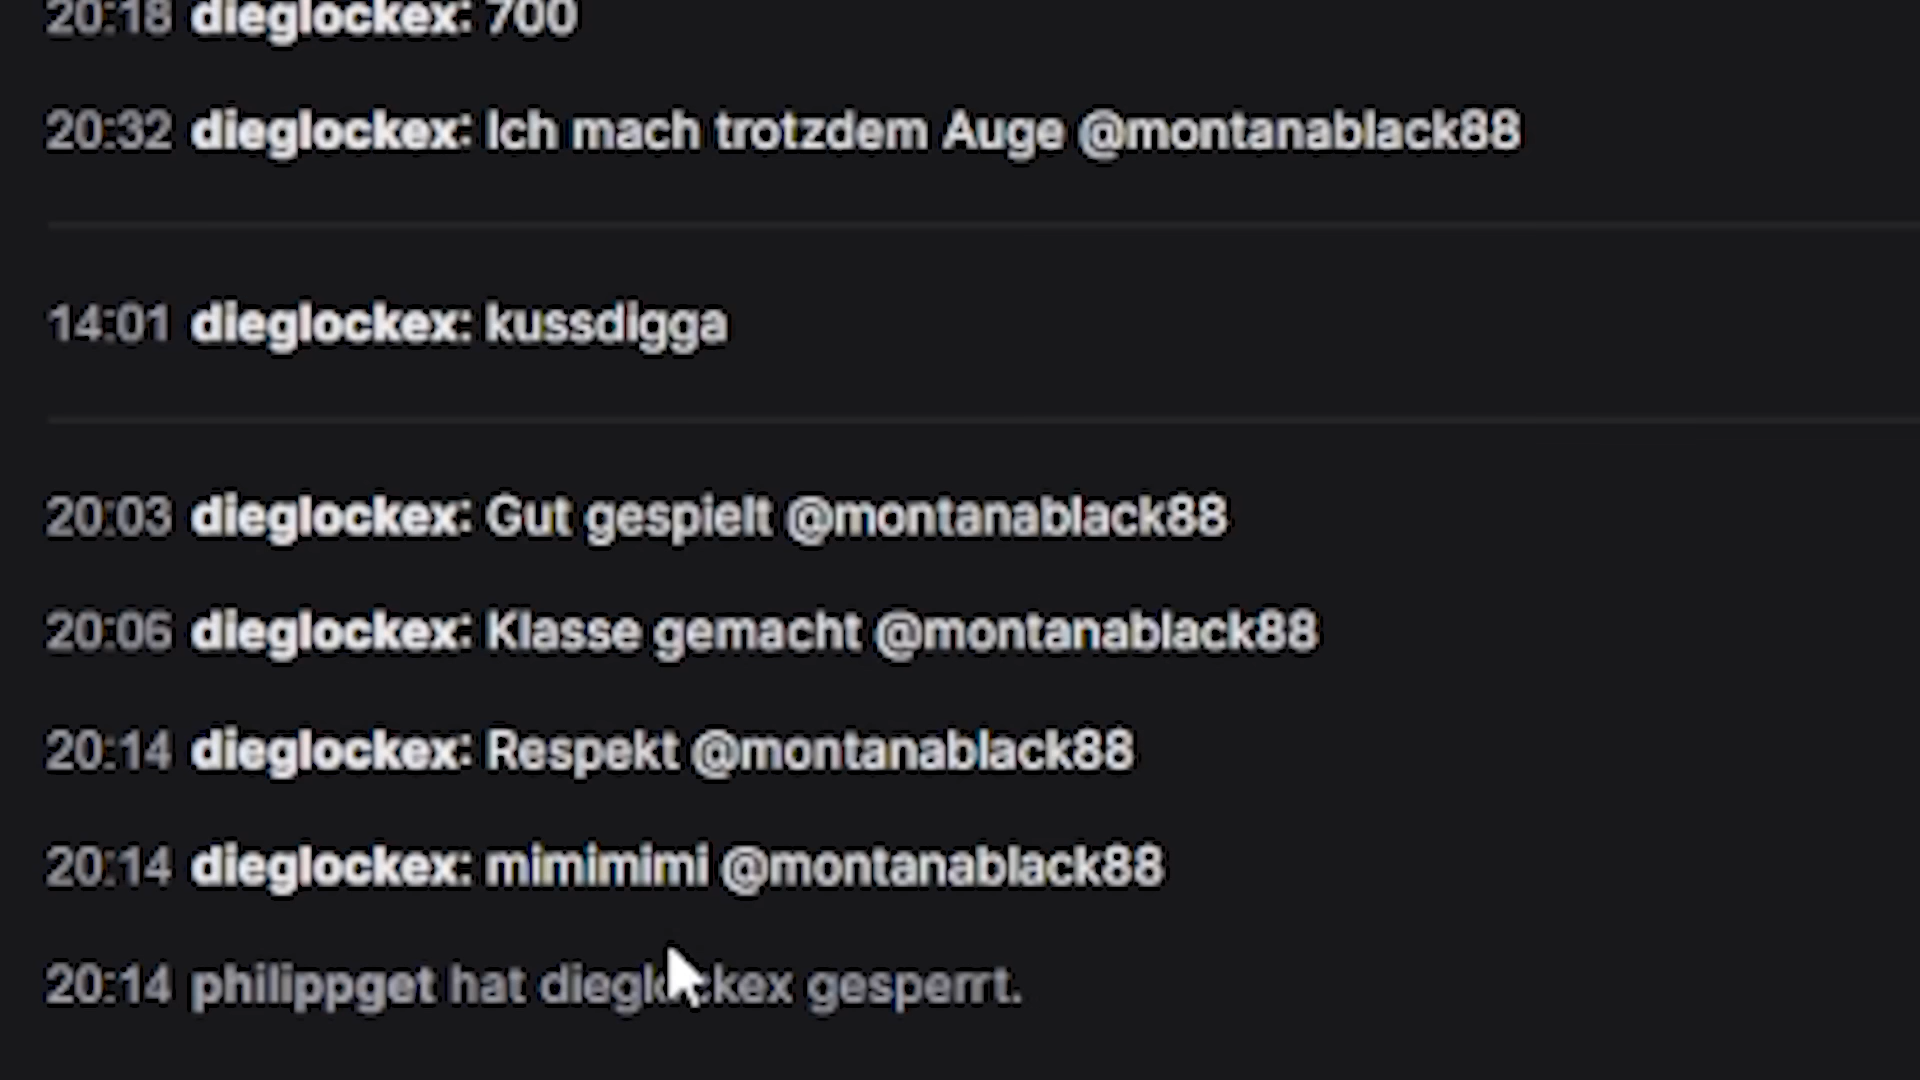 20:18 dieglockex: 700
20:32 dieglockex: Ich mach trotzdem Auge @montanablack88
14:01 dieglockex: kussdigga
20:03 dieglockex: Gut gespielt @montanablack88
20:06 dieglockex: Klasse gemacht @montanablack88
20:14 dieglockex: Respekt @montanablack88
20:14 dieglockex: mimimimi @montanablack88
20:14 philippget hat dieglockex gesperrt.